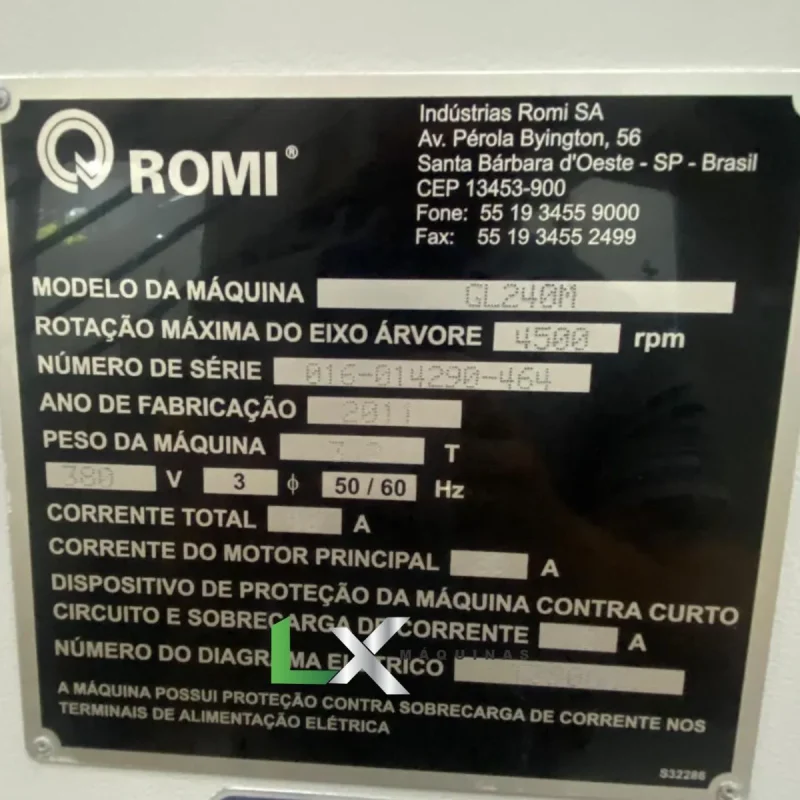 ROMI®
Indústrias Romi SA
Av. Pérola Byington, 56
Santa Bárbara d'Oeste - SP - Brasil
CEP 13453-900
Fone: 55 19 3455 9000
Fax: 55 19 3455 2499
MODELO DA MÁQUINA GL240M
ROTAÇÃO MÁXIMA DO EIXO ÁRVORE 4500 rpm
NÚMERO DE SÉRIE 016-014290-464
ANO DE FABRICAÇÃO 2011
PESO DA MÁQUINA T
380 V 3 ϕ 50 / 60 Hz
CORRENTE TOTAL A
CORRENTE DO MOTOR PRINCIPAL A
DISPOSITIVO DE PROTEÇÃO DA MÁQUINA CONTRA CURTO
CIRCUITO E SOBRECARGA DE CORRENTE A
NÚMERO DO DIAGRAMA ELÉTRICO
LX
MÁQUINAS
A MÁQUINA POSSUI PROTEÇÃO CONTRA SOBRECARGA DE CORRENTE NOS
TERMINAIS DE ALIMENTAÇÃO ELÉTRICA
S32286